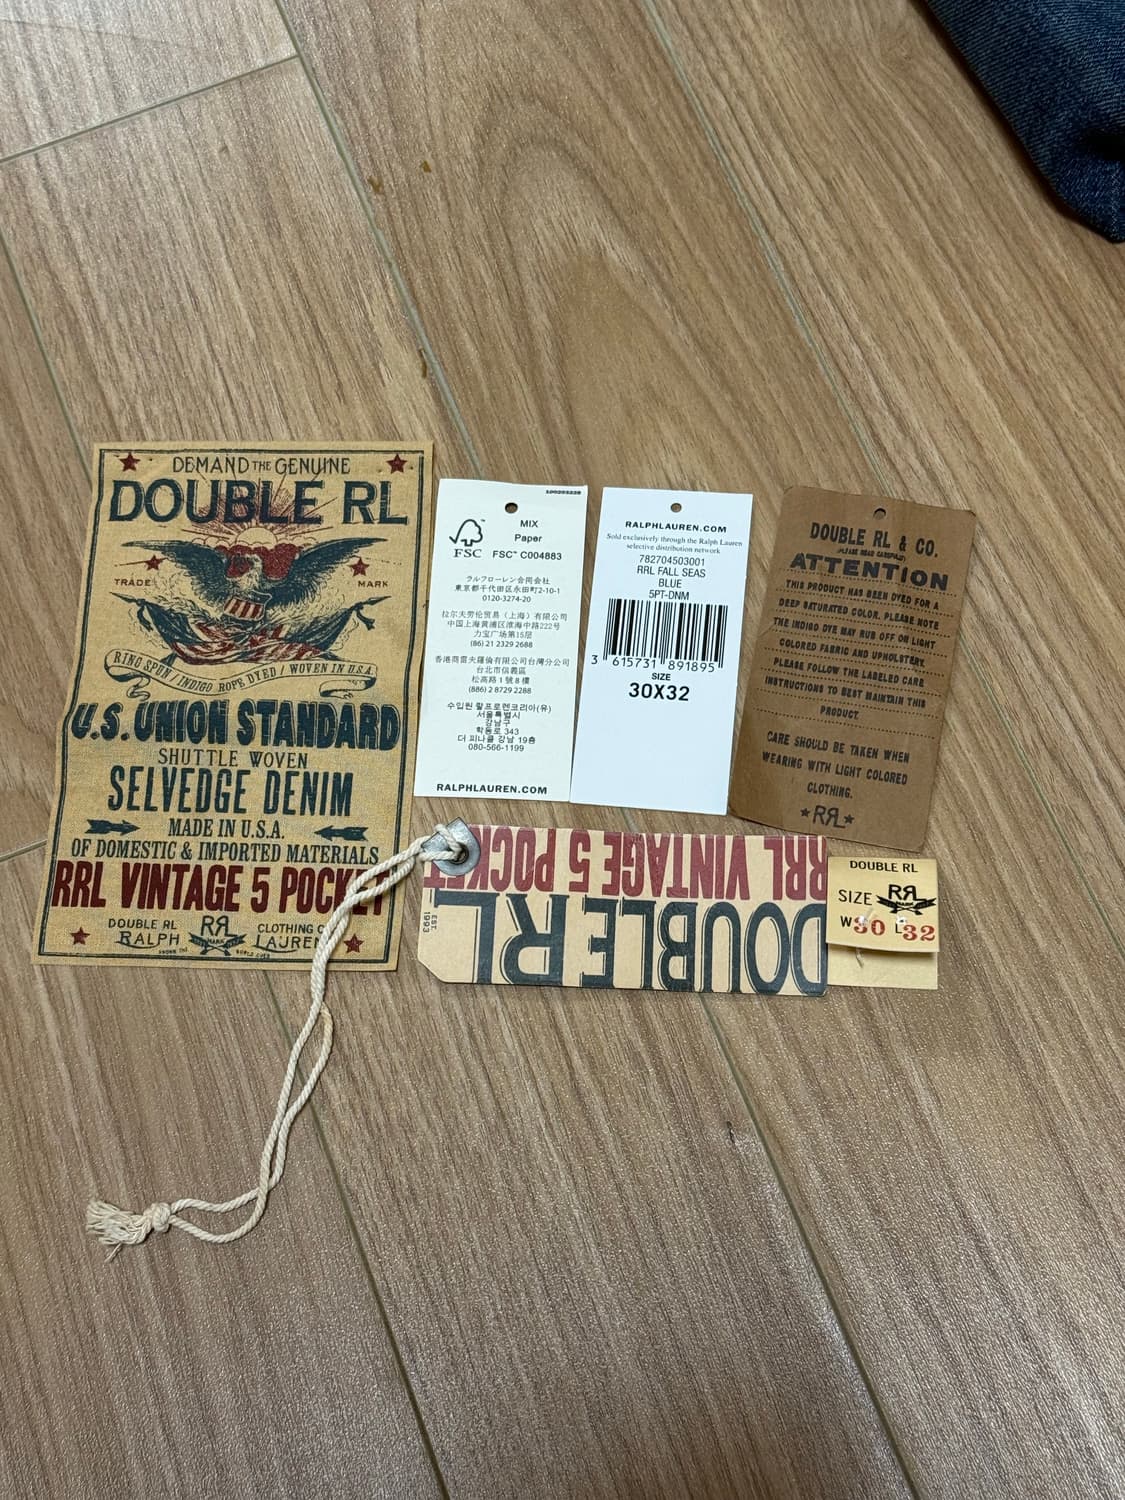 DEMAND THE GENUINE
DOUBLE RL
TRADE MARK
RING SPUN / INDIGO ROPE DYED / WOVEN IN U.S.A.
U.S. UNION STANDARD
SHUTTLE WOVEN
SELVEDGE DENIM
MADE IN U.S.A.
OF DOMESTIC & IMPORTED MATERIALS
RRL VINTAGE 5 POCKET
DOUBLE RL RRL CLOTHING
RALPH MARK LAUREN
MIX
Paper
FSC FSC™ C004883
ラルフローレン合同会社
東京都千代田区永田町2-10-1
0120-3274-20
拉尔夫劳伦贸易（上海）有限公司
中国上海黄浦区淮海中路222号
力宝广场第15层
(86) 21 2329 2688
香港商雷夫羅倫有限公司台灣分公司
台北市信義區
松高路1號8樓
(886) 2 8729 2288
수입원 랄프로렌코리아(유)
서울특별시
강남구
학동로 343
더 피나클 강남 19층
080-566-1199
RALPHLAUREN.COM
RALPHLAUREN.COM
Sold exclusively through the Ralph Lauren
selective distribution network
782704503001
RRL FALL SEAS
BLUE
5PT-DNM
3 615731 891895
SIZE
30X32
DOUBLE RL & CO.
(PLEASE READ CAREFULLY)
ATTENTION
THIS PRODUCT HAS BEEN DYED FOR A
DEEP SATURATED COLOR. PLEASE NOTE
THE INDIGO DYE MAY RUB OFF ON LIGHT
COLORED FABRIC AND UPHOLSTERY.
PLEASE FOLLOW THE LABELED CARE
INSTRUCTIONS TO BEST MAINTAIN THIS
PRODUCT.
CARE SHOULD BE TAKEN WHEN
WEARING WITH LIGHT COLORED
CLOTHING.
RRL
DOUBLE RL
EST. 1993
RRL VINTAGE 5 POCKET
DOUBLE RL
SIZE RRL
W30 L32